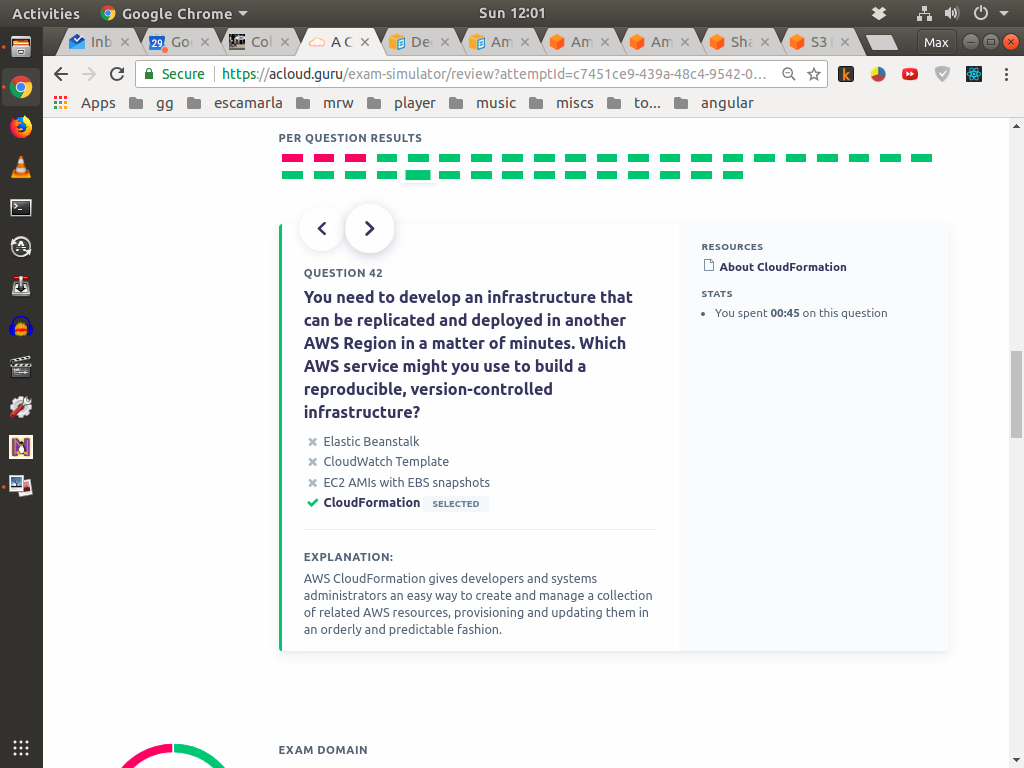 Activities
Google Chrome
Sun 12:01
Inb
29
Go
Col
A C
De
Am
Am
Am
Sha
S3
Max
Secure
https://acloud.guru/exam-simulator/review?attemptId=c7451ce9-439a-48c4-9542-0...
k
Apps
gg
escamarla
mrw
player
music
miscs
to...
angular
PER QUESTION RESULTS
QUESTION 42
You need to develop an infrastructure that
can be replicated and deployed in another
AWS Region in a matter of minutes. Which
AWS service might you use to build a
reproducible, version-controlled
infrastructure?
Elastic Beanstalk
CloudWatch Template
EC2 AMIs with EBS snapshots
CloudFormation SELECTED
EXPLANATION:
AWS CloudFormation gives developers and systems
administrators an easy way to create and manage a collection
of related AWS resources, provisioning and updating them in
an orderly and predictable fashion.
RESOURCES
About CloudFormation
STATS
• You spent 00:45 on this question
EXAM DOMAIN